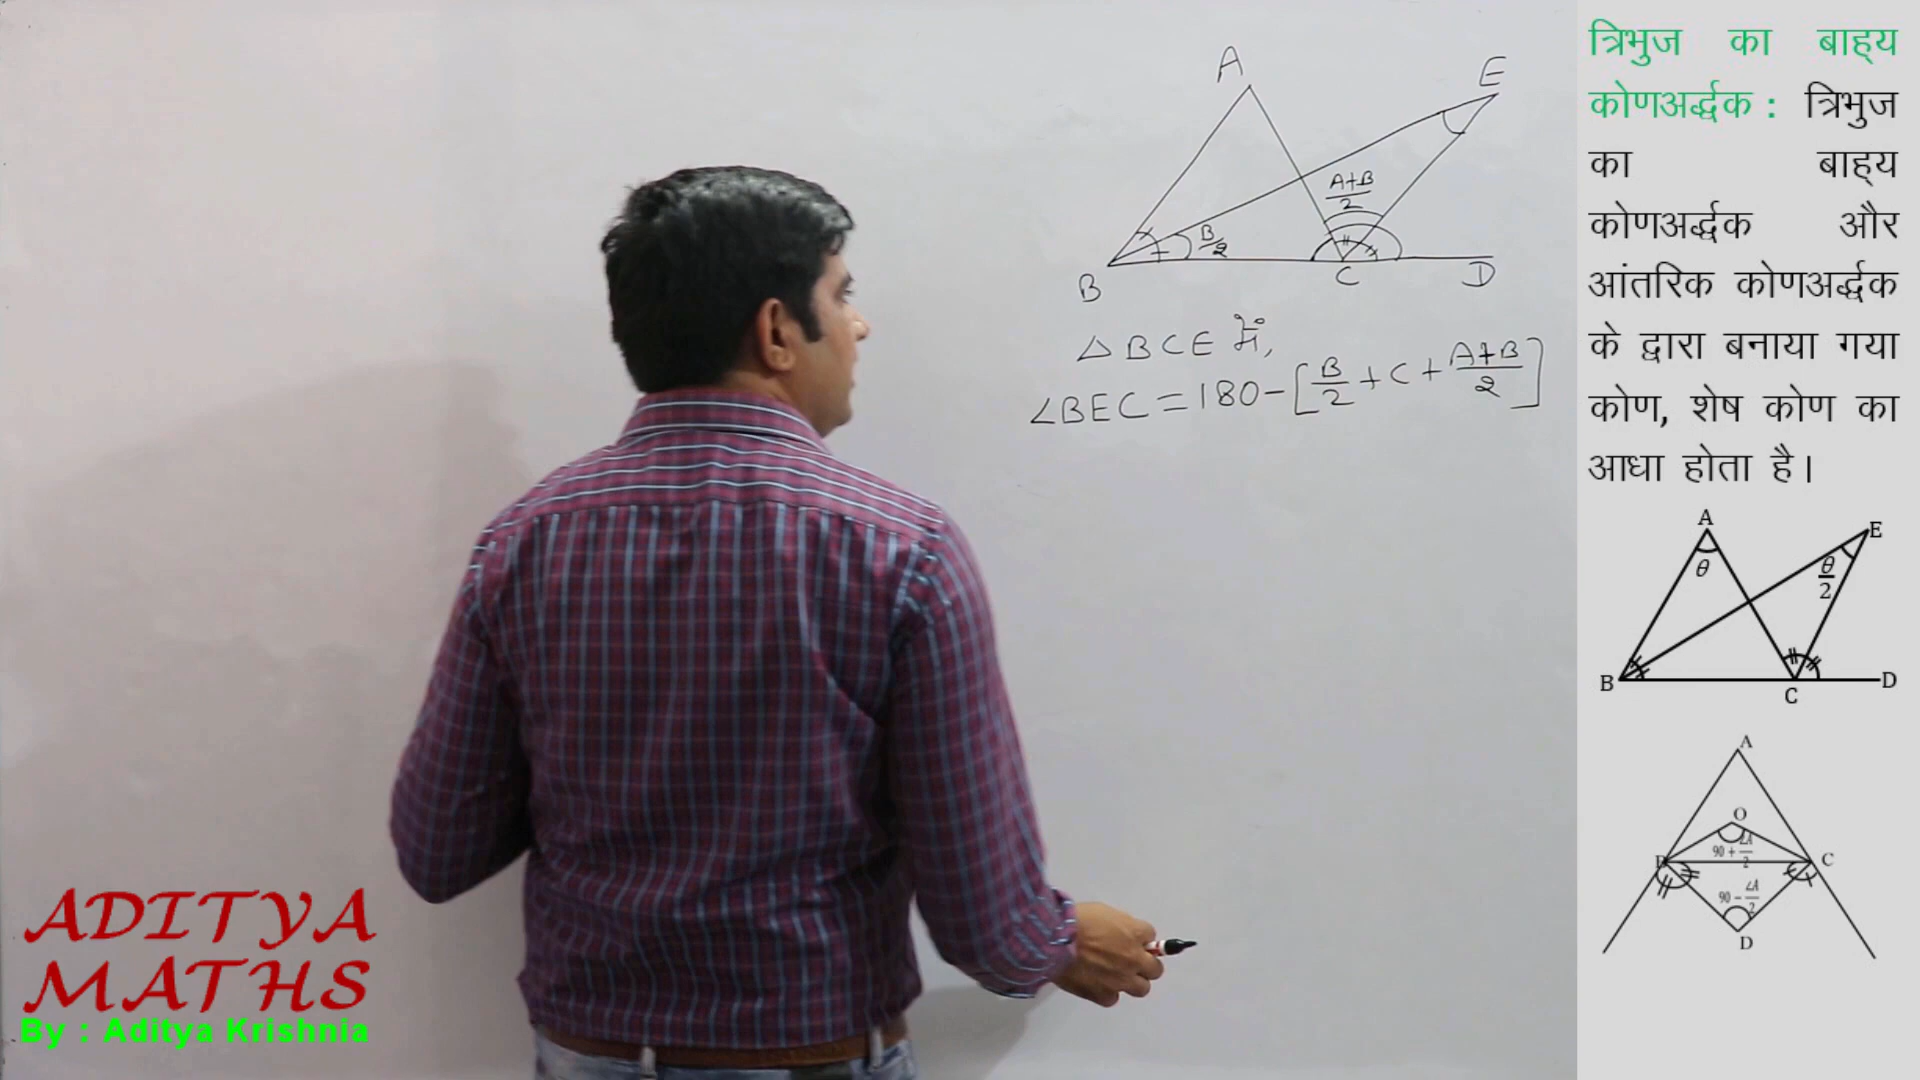 A
E
A+B
2
B
2
B
C
D
△BCE में,
∠BEC = 180 - [B/2 + C + A+B/2]
त्रिभुज का बाह्य
कोणअर्द्धक : त्रिभुज
का बाह्य
कोणअर्द्धक और
आंतरिक कोणअर्द्धक
के द्वारा बनाया गया
कोण, शेष कोण का
आधा होता है।
A
E
θ
θ
2
B
C
D
A
O
90 + ∠A/2
B
C
90 - ∠A/2
D
ADITYA
MATHS
By : Aditya Krishnia